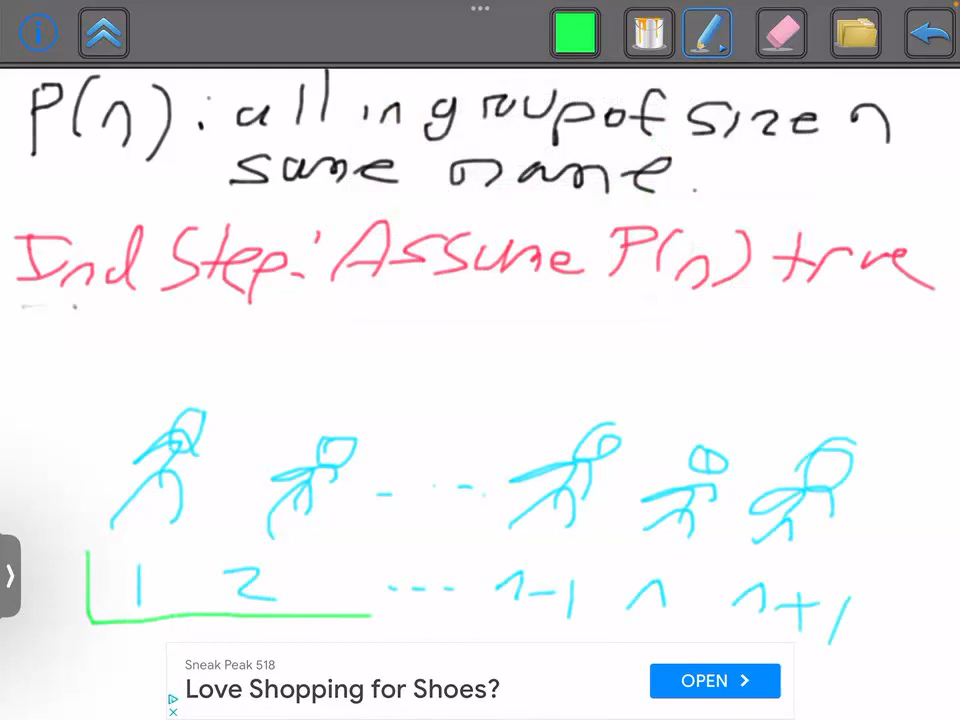 P(n): all in group of size n
same name.
Ind Step: Assume P(n) true
1 2 ... n-1 n n+1
Sneak Peak 518
Love Shopping for Shoes?
OPEN